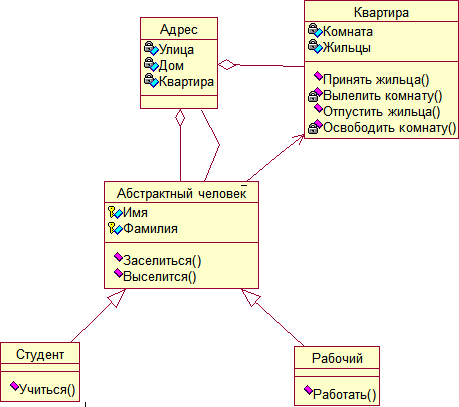 Адрес
Улица
Дом
Квартира
Квартира
Комната
Жильцы
Принять жильца()
Вылелить комнату()
Отпустить жильца()
Освободить комнату()
Абстрактный человек
Имя
Фамилия
Заселиться()
Выселится()
Студент
Учиться()
Рабочий
Работать()